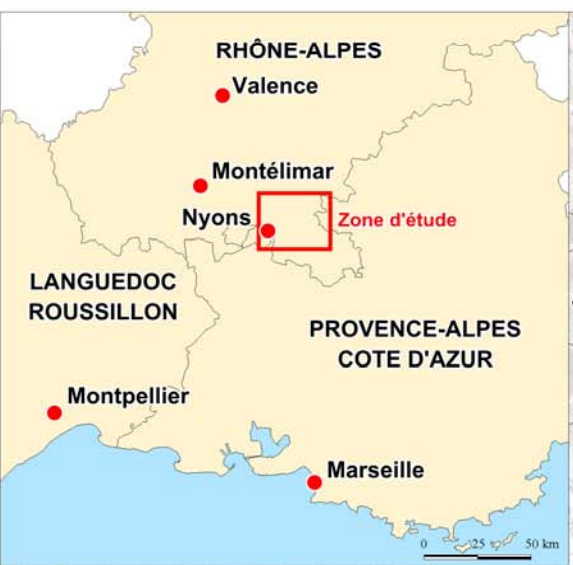 RHÔNE-ALPES
Valence
Montélimar
Nyons
Zone d'étude
LANGUEDOC
ROUSSILLON
PROVENCE-ALPES
COTE D'AZUR
Montpellier
Marseille
0 25 50 km